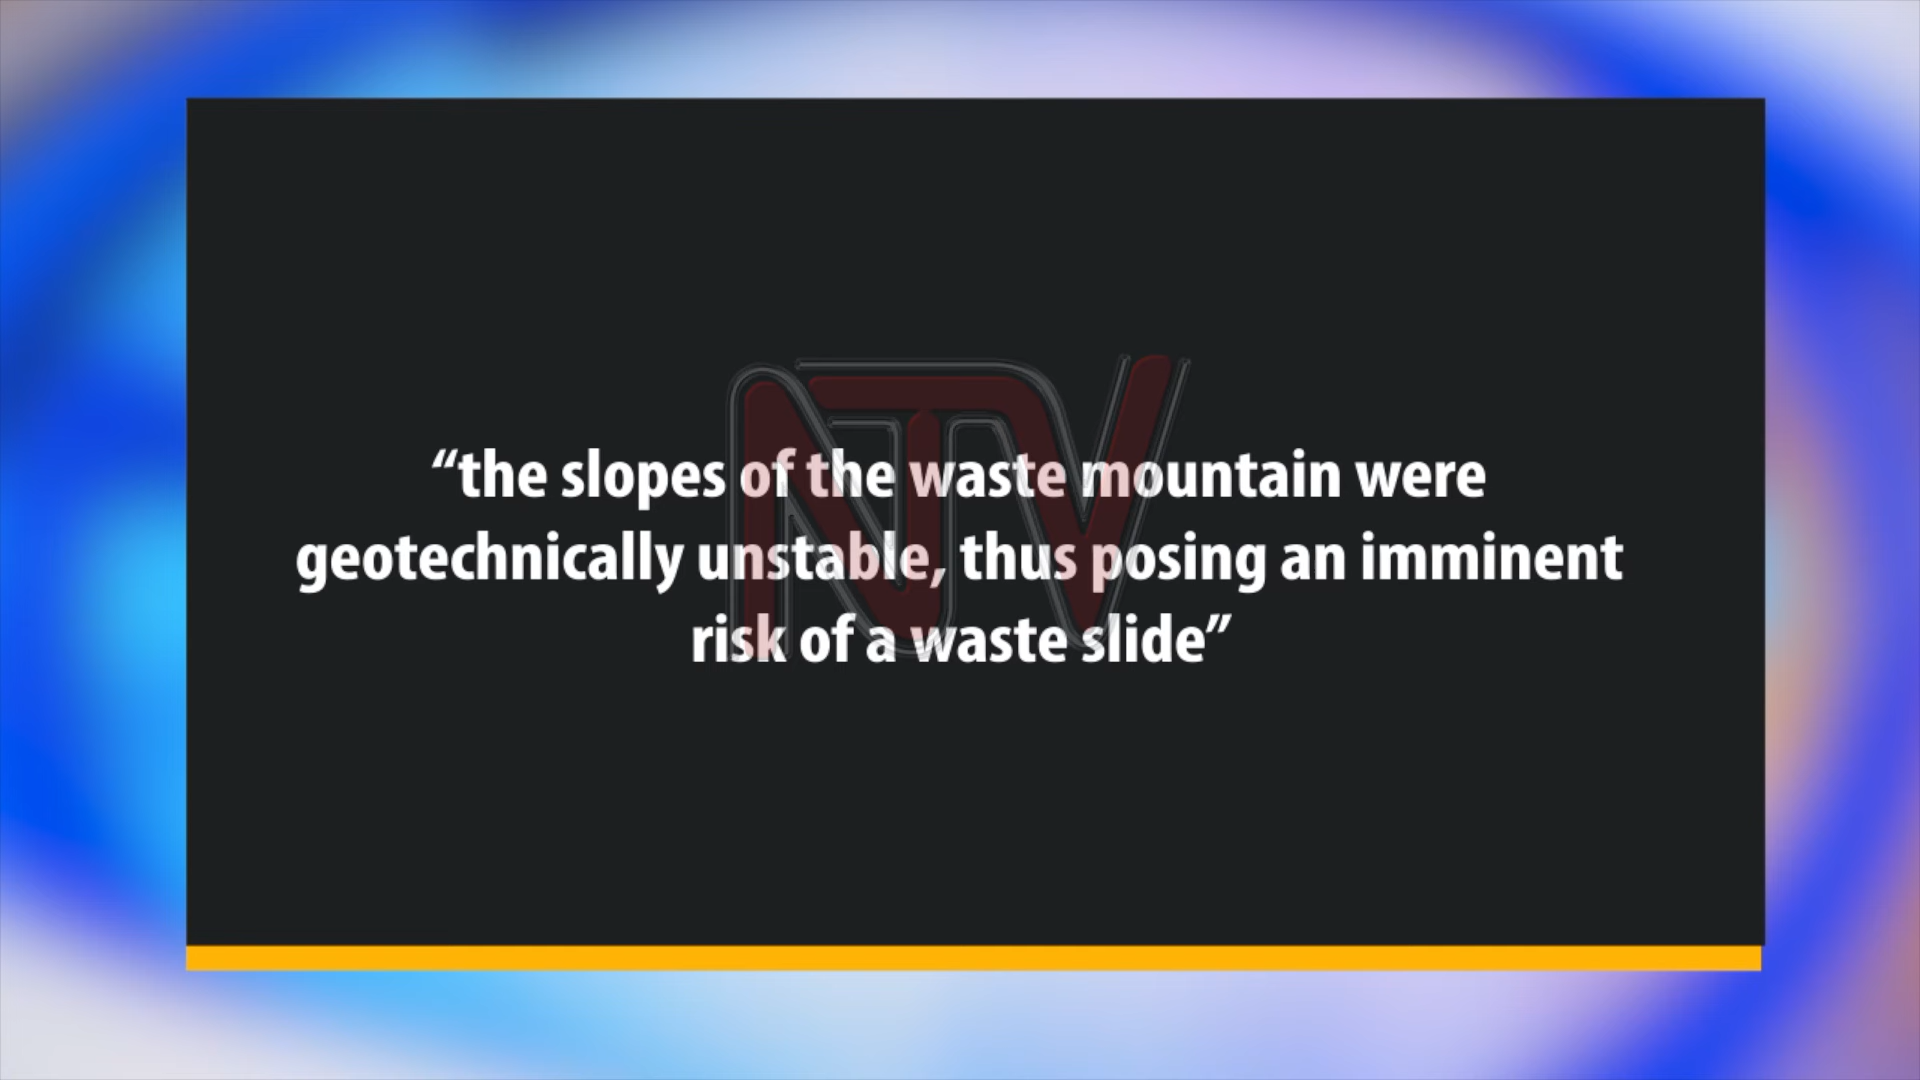 “the slopes of the waste mountain were
geotechnically unstable, thus posing an imminent
risk of a waste slide”
NTV